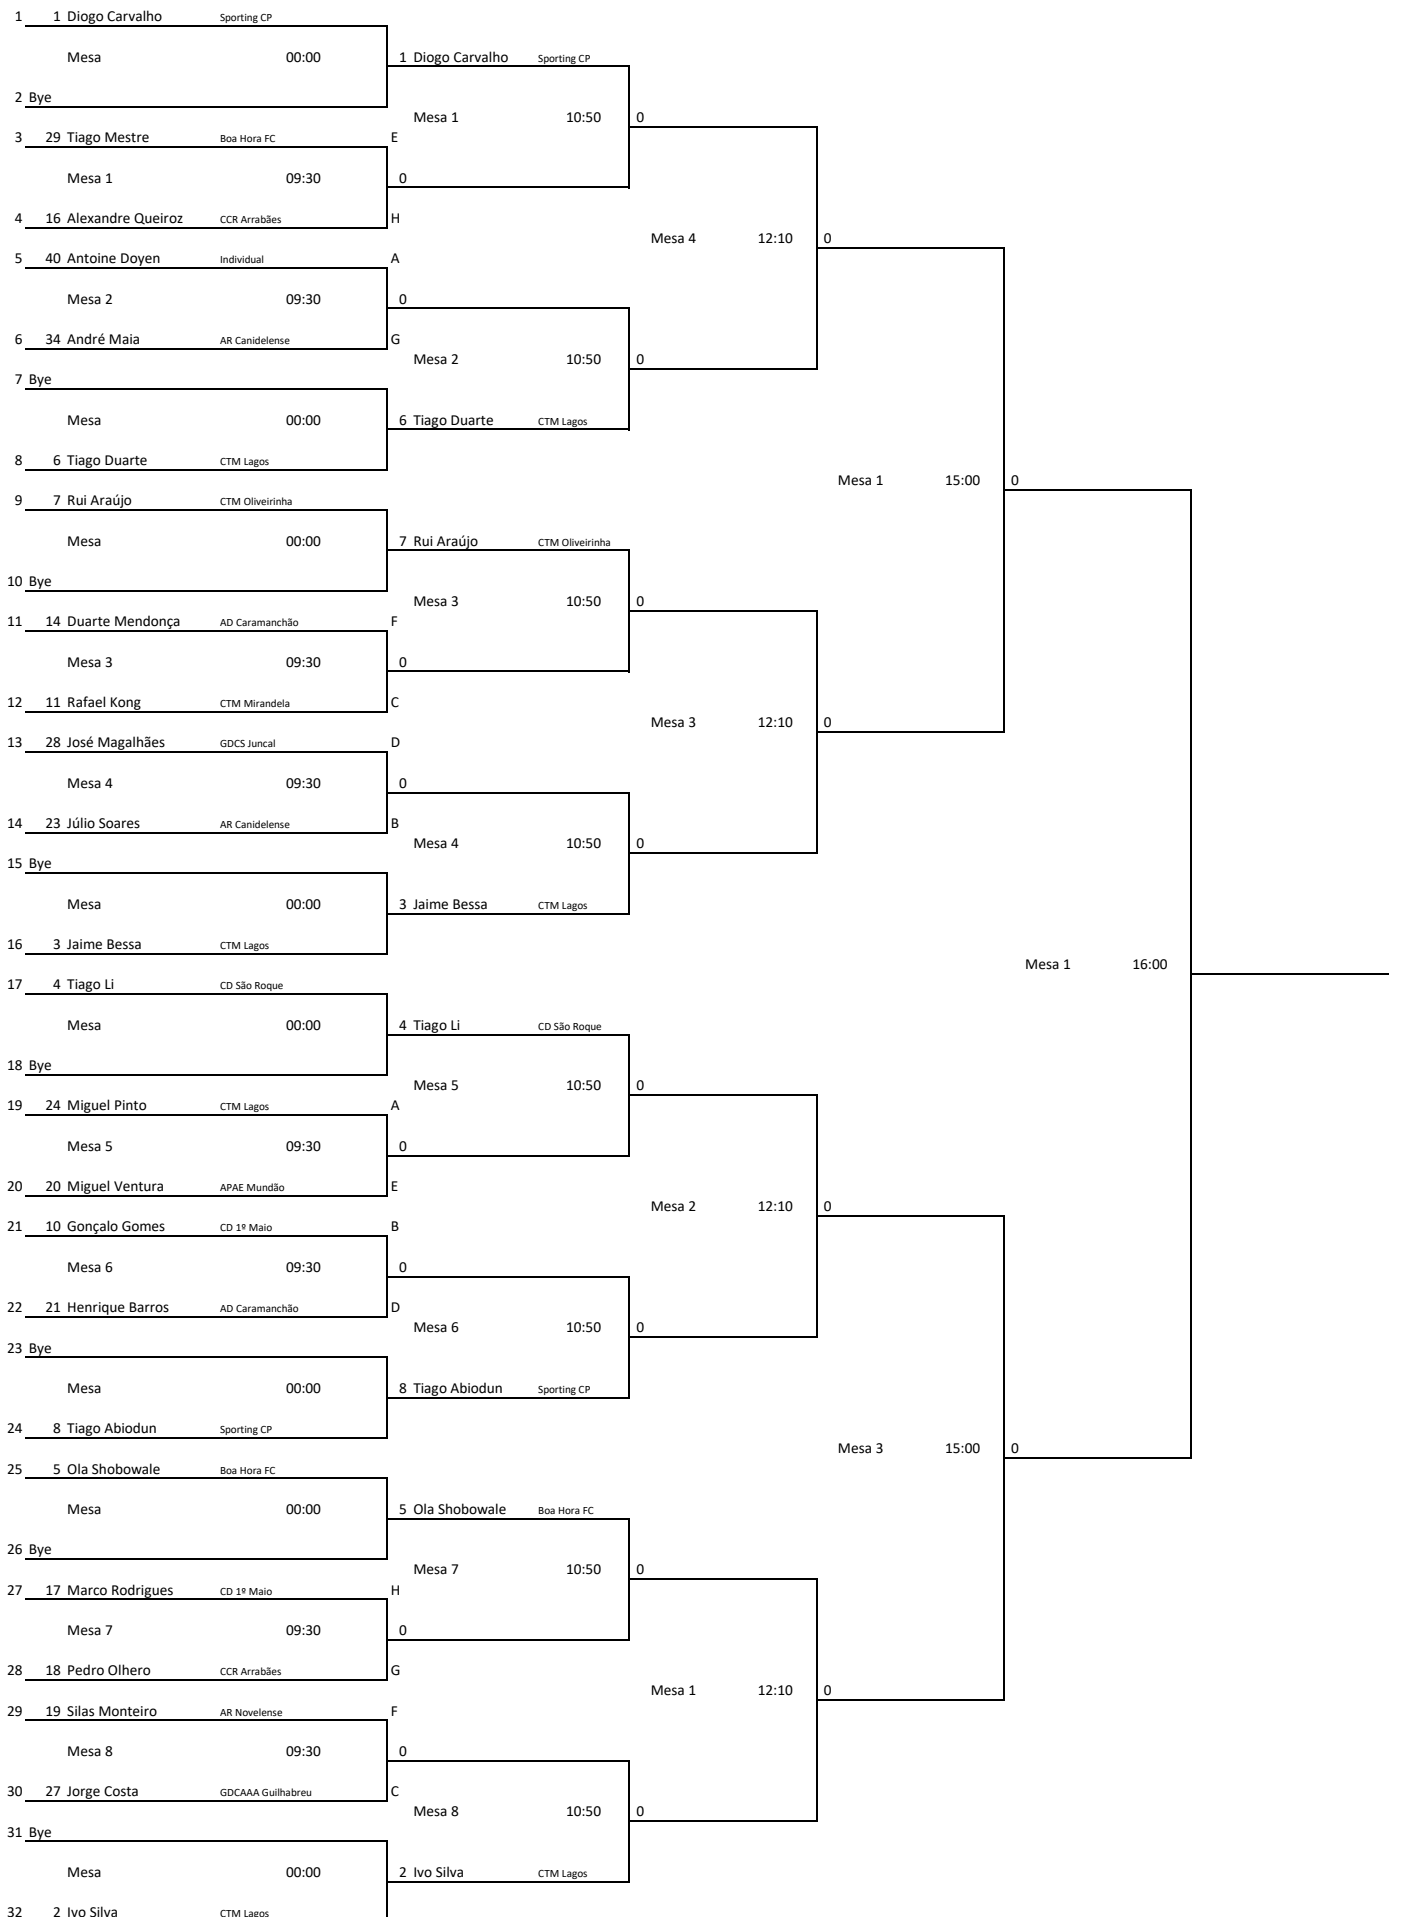 1 1 Diogo Carvalho Sporting CP
Mesa 00:00 1 Diogo Carvalho Sporting CP
2 Bye
Mesa 1 10:50 0
3 29 Tiago Mestre Boa Hora FC E
Mesa 1 09:30 0
4 16 Alexandre Queiroz CCR Arrabães H
Mesa 4 12:10 0
5 40 Antoine Doyen Individual A
Mesa 2 09:30 0
6 34 André Maia AR Canidelense G
Mesa 2 10:50 0
7 Bye
Mesa 00:00 6 Tiago Duarte CTM Lagos
8 6 Tiago Duarte CTM Lagos
Mesa 1 15:00 0
9 7 Rui Araújo CTM Oliveirinha
Mesa 00:00 7 Rui Araújo CTM Oliveirinha
10 Bye
Mesa 3 10:50 0
11 14 Duarte Mendonça AD Caramanchão F
Mesa 3 09:30 0
12 11 Rafael Kong CTM Mirandela C
Mesa 3 12:10 0
13 28 José Magalhães GDCS Juncal D
Mesa 4 09:30 0
14 23 Júlio Soares AR Canidelense B
Mesa 4 10:50 0
15 Bye
Mesa 00:00 3 Jaime Bessa CTM Lagos
16 3 Jaime Bessa CTM Lagos
Mesa 1 16:00
17 4 Tiago Li CD São Roque
Mesa 00:00 4 Tiago Li CD São Roque
18 Bye
Mesa 5 10:50 0
19 24 Miguel Pinto CTM Lagos A
Mesa 5 09:30 0
20 20 Miguel Ventura APAE Mundão E
Mesa 2 12:10 0
21 10 Gonçalo Gomes CD 1º Maio B
Mesa 6 09:30 0
22 21 Henrique Barros AD Caramanchão D
Mesa 6 10:50 0
23 Bye
Mesa 00:00 8 Tiago Abiodun Sporting CP
24 8 Tiago Abiodun Sporting CP
Mesa 3 15:00 0
25 5 Ola Shobowale Boa Hora FC
Mesa 00:00 5 Ola Shobowale Boa Hora FC
26 Bye
Mesa 7 10:50 0
27 17 Marco Rodrigues CD 1º Maio H
Mesa 7 09:30 0
28 18 Pedro Olhero CCR Arrabães G
Mesa 1 12:10 0
29 19 Silas Monteiro AR Novelense F
Mesa 8 09:30 0
30 27 Jorge Costa GDCAAA Guilhabreu C
Mesa 8 10:50 0
31 Bye
Mesa 00:00 2 Ivo Silva CTM Lagos
32 2 Ivo Silva CTM Lagos